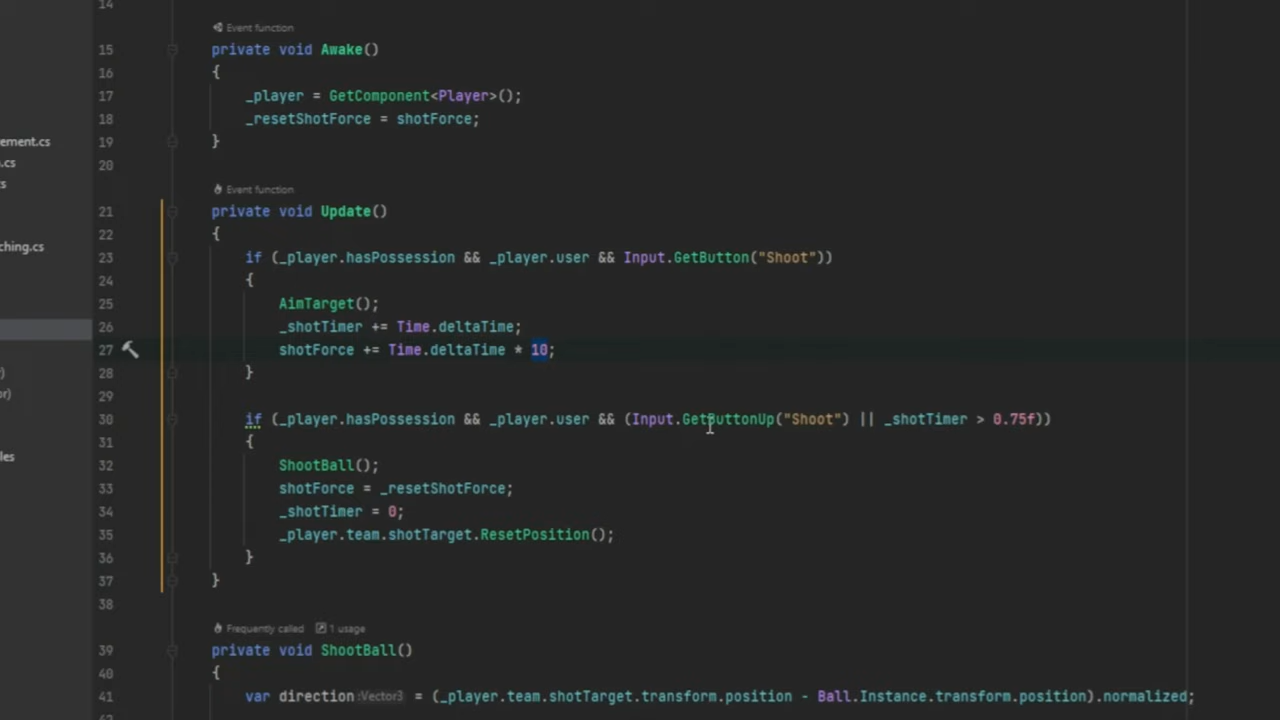 14
Event function
15 private void Awake()
16 {
17 _player = GetComponent<Player>();
18 _resetShotForce = shotForce;
ement.cs
19 }
.cs
20
s
Event function
21 private void Update()
22 {
ching.cs
23 if (_player.hasPossession && _player.user && Input.GetButton("Shoot"))
24 {
25 AimTarget();
26 _shotTimer += Time.deltaTime;
27 shotForce += Time.deltaTime * 10;
)
28 }
or)
29
30 if (_player.hasPossession && _player.user && (Input.GetButtonUp("Shoot") || _shotTimer > 0.75f))
31 {
les
32 ShootBall();
33 shotForce = _resetShotForce;
34 _shotTimer = 0;
35 _player.team.shotTarget.ResetPosition();
36 }
37 }
38
Frequently called 1 usage
39 private void ShootBall()
40 {
41 var direction :Vector3 = (_player.team.shotTarget.transform.position - Ball.Instance.transform.position).normalized;